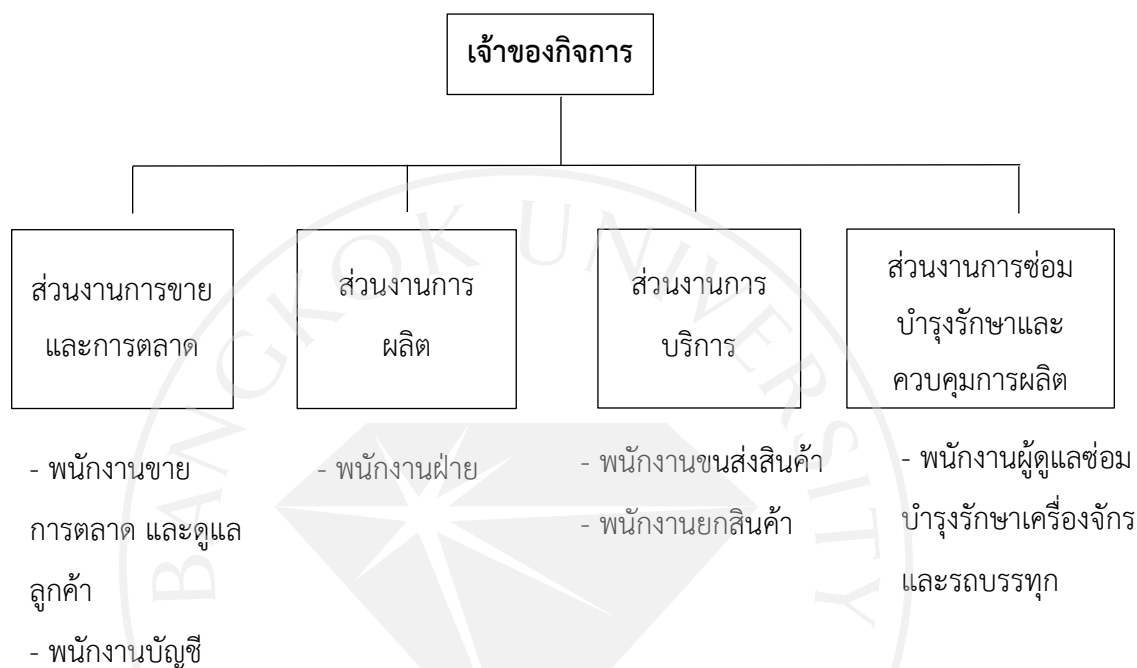 เจ้าของกิจการ
ส่วนงานการขาย
และการตลาด
ส่วนงานการ
ผลิต
ส่วนงานการ
บริการ
ส่วนงานการซ่อม
บำรุงรักษาและ
ควบคุมการผลิต
- พนักงานขาย
การตลาด และดูแล
ลูกค้า
- พนักงานบัญชี
- พนักงานฝ่าย
- พนักงานขนส่งสินค้า
- พนักงานยกสินค้า
- พนักงานผู้ดูแลซ่อม
บำรุงรักษาเครื่องจักร
และรถบรรทุก
BANGKOK UNIVERSITY